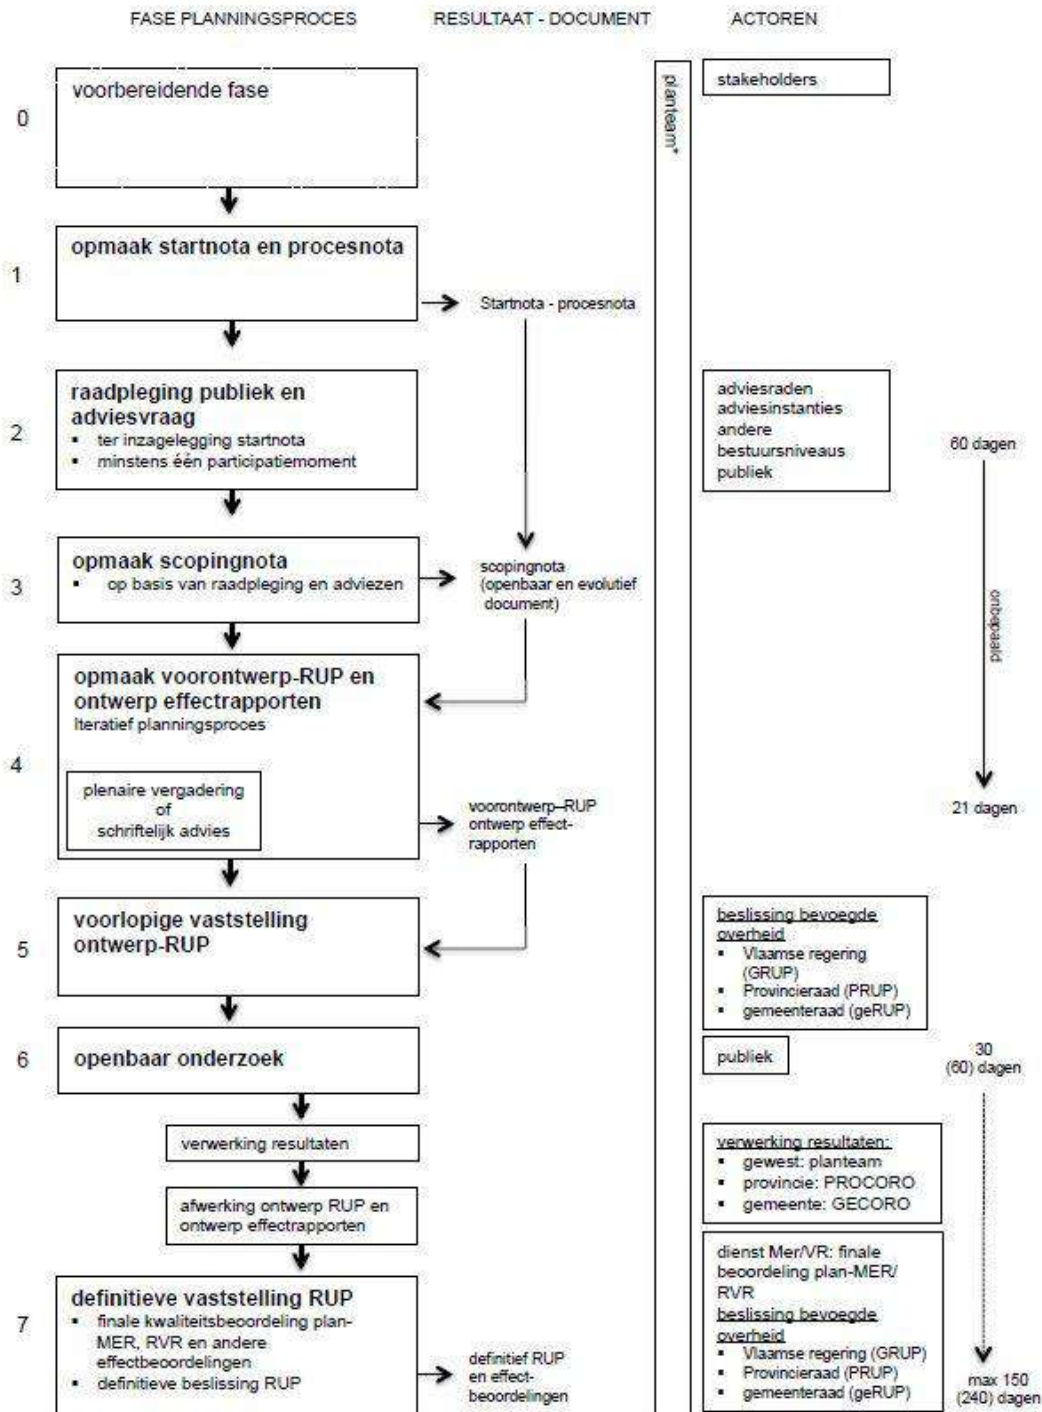 FASE PLANNINGSPROCES
RESULTAAT - DOCUMENT
ACTOREN
0
voorbereidende fase
planteam*
stakeholders
1
opmaak startnota en procesnota
Startnota - procesnota
2
raadpleging publiek en
adviesvraag
▪ ter inzagelegging startnota
▪ minstens één participatiemoment
adviesraden
adviesinstanties
andere
bestuursniveaus
publiek
60 dagen
3
opmaak scopingnota
▪ op basis van raadpleging en adviezen
scopingnota
(openbaar en evolutief
document)
onbepaald
4
opmaak voorontwerp-RUP en
ontwerp effectrapporten
Iteratief planningsproces
plenaire vergadering
of
schriftelijk advies
voorontwerp–RUP
ontwerp effect-
rapporten
21 dagen
5
voorlopige vaststelling
ontwerp-RUP
beslissing bevoegde
overheid
▪ Vlaamse regering
(GRUP)
▪ Provincieraad (PRUP)
▪ gemeenteraad (geRUP)
6
openbaar onderzoek
publiek
30
(60) dagen
verwerking resultaten
verwerking resultaten:
▪ gewest: planteam
▪ provincie: PROCORO
▪ gemeente: GECORO
afwerking ontwerp RUP en
ontwerp effectrapporten
7
definitieve vaststelling RUP
▪ finale kwaliteitsbeoordeling plan-
MER, RVR en andere
effectbeoordelingen
▪ definitieve beslissing RUP
definitief RUP
en effect-
beoordelingen
dienst Mer/VR: finale
beoordeling plan-MER/
RVR
beslissing bevoegde
overheid
▪ Vlaamse regering (GRUP)
▪ Provincieraad (PRUP)
▪ gemeenteraad (geRUP)
max 150
(240) dagen